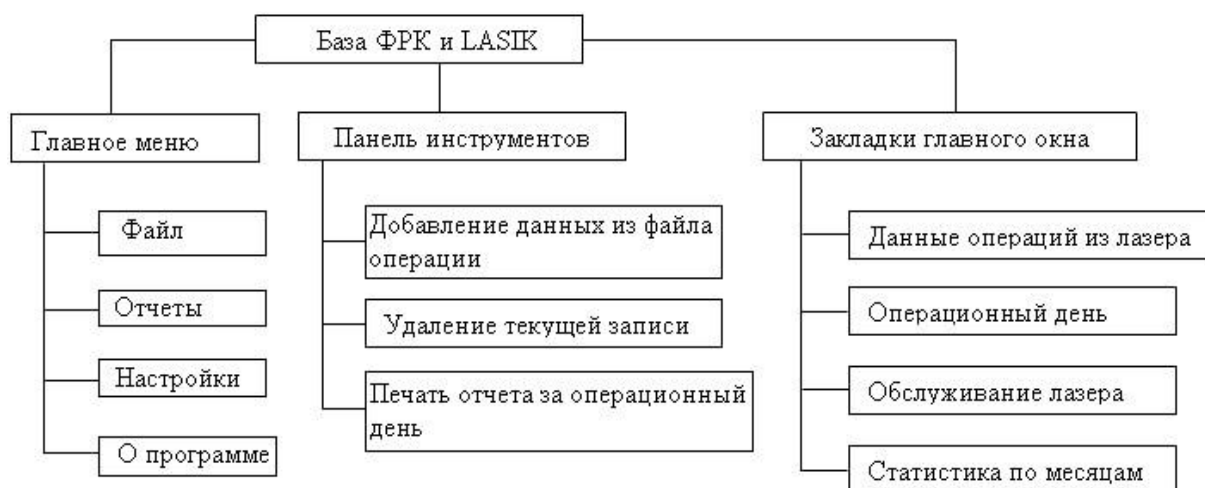 База ФРК и LASIK
Главное меню
Файл
Отчеты
Настройки
О программе
Панель инструментов
Добавление данных из файла
операции
Удаление текущей записи
Печать отчета за операционный
день
Закладки главного окна
Данные операций из лазера
Операционный день
Обслуживание лазера
Статистика по месяцам